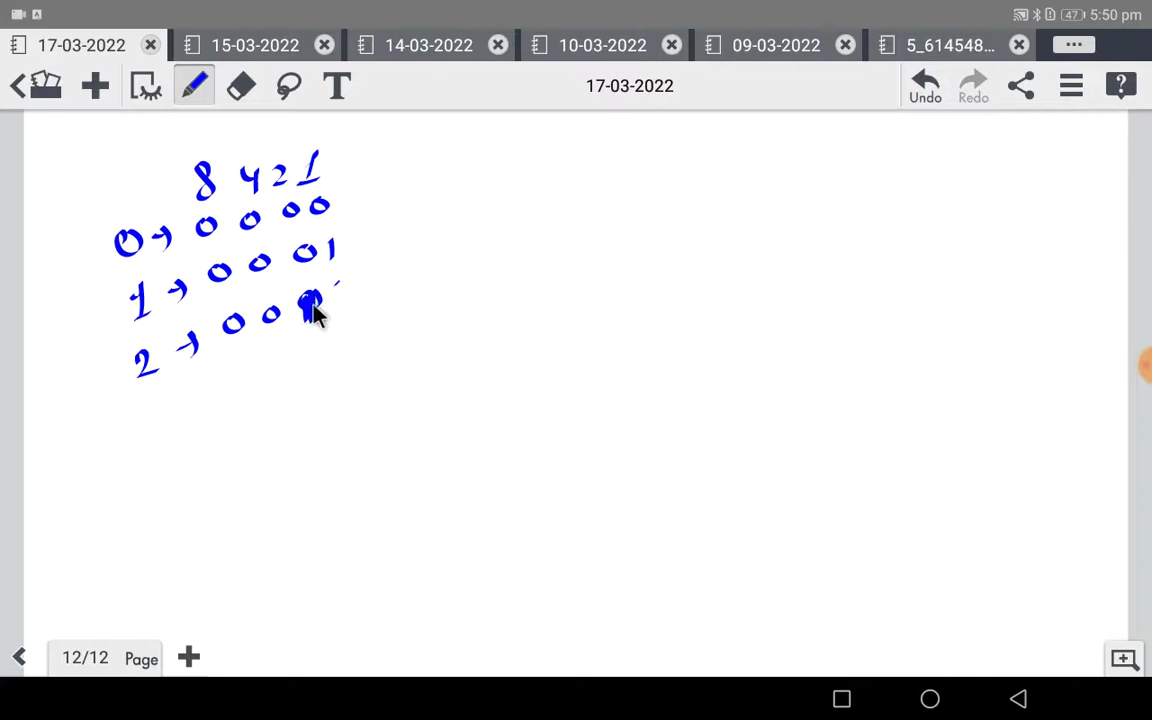 47 5:50 pm
17-03-2022 15-03-2022 14-03-2022 10-03-2022 09-03-2022 5_614548... ...
T 17-03-2022 Undo Redo ?
8 4 2 1
0 → 0 0 0 0
1 → 0 0 0 1
2 → 0 0
12/12 Page